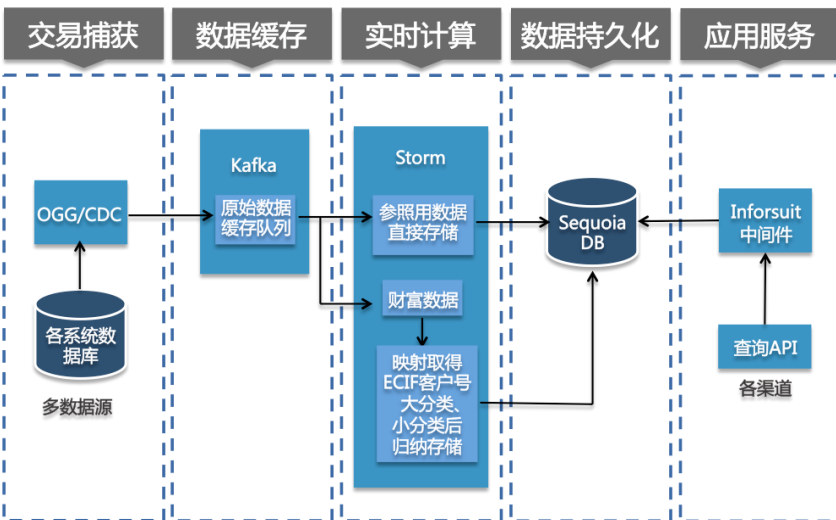 交易捕获
数据缓存
实时计算
数据持久化
应用服务
OGG/CDC
各系统数
据库
多数据源
Kafka
原始数据
缓存队列
Storm
参照用数据
直接存储
财富数据
映射取得
ECIF客户号
大分类、
小分类后
归纳存储
Sequoia
DB
Inforsuit
中间件
查询API
各渠道